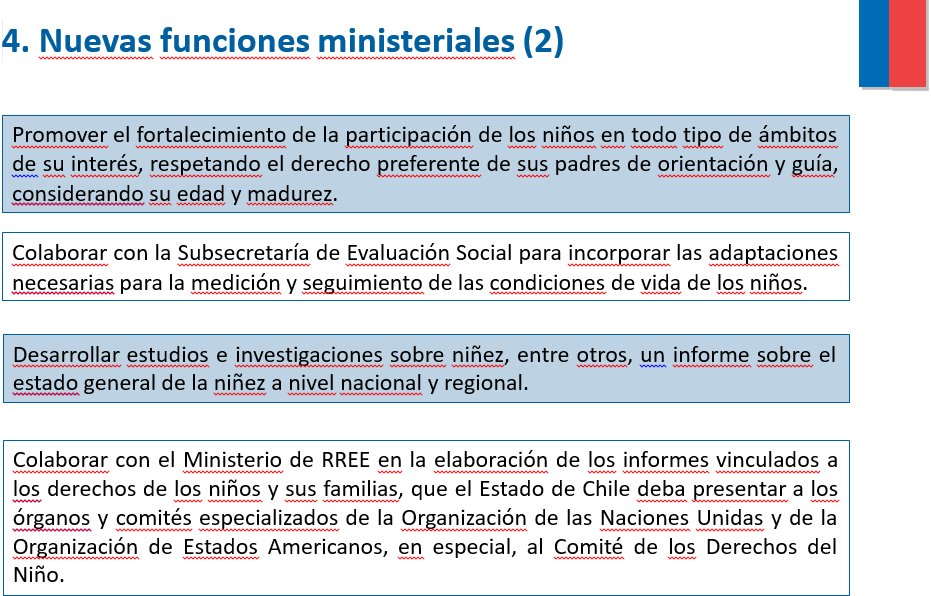 4. Nuevas funciones ministeriales (2)
Promover el fortalecimiento de la participación de los niños en todo tipo de ámbitos
de su interés, respetando el derecho preferente de sus padres de orientación y guía,
considerando su edad y madurez.
Colaborar con la Subsecretaría de Evaluación Social para incorporar las adaptaciones
necesarias para la medición y seguimiento de las condiciones de vida de los niños.
Desarrollar estudios e investigaciones sobre niñez, entre otros, un informe sobre el
estado general de la niñez a nivel nacional y regional.
Colaborar con el Ministerio de RREE en la elaboración de los informes vinculados a
los derechos de los niños y sus familias, que el Estado de Chile deba presentar a los
órganos y comités especializados de la Organización de las Naciones Unidas y de la
Organización de Estados Americanos, en especial, al Comité de los Derechos del
Niño.